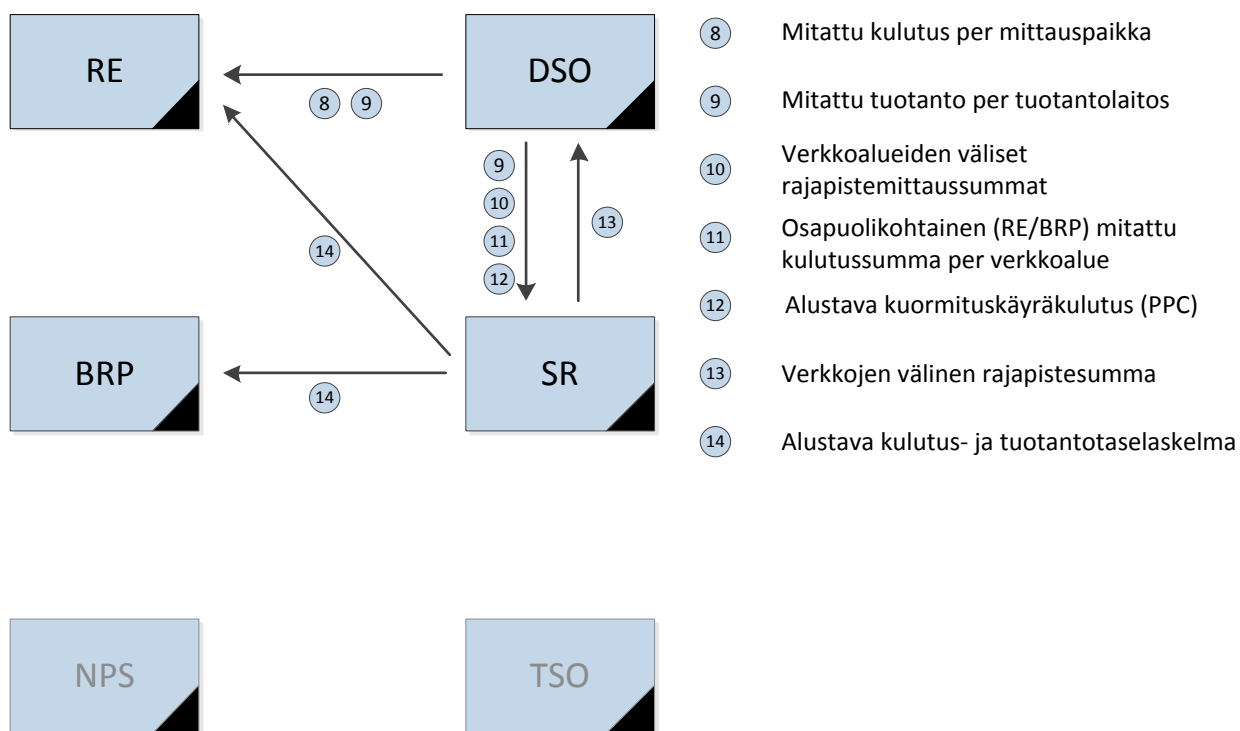 RE
DSO
8 9
9
10
11
12
13
14
BRP
SR
14
NPS
TSO
8 Mitattu kulutus per mittauspaikka
9 Mitattu tuotanto per tuotantolaitos
10 Verkkoalueiden väliset
rajapistemittaussummat
11 Osapuolikohtainen (RE/BRP) mitattu
kulutussumma per verkkoalue
12 Alustava kuormituskäyräkulutus (PPC)
13 Verkkojen välinen rajapistesumma
14 Alustava kulutus- ja tuotantotaselaskelma